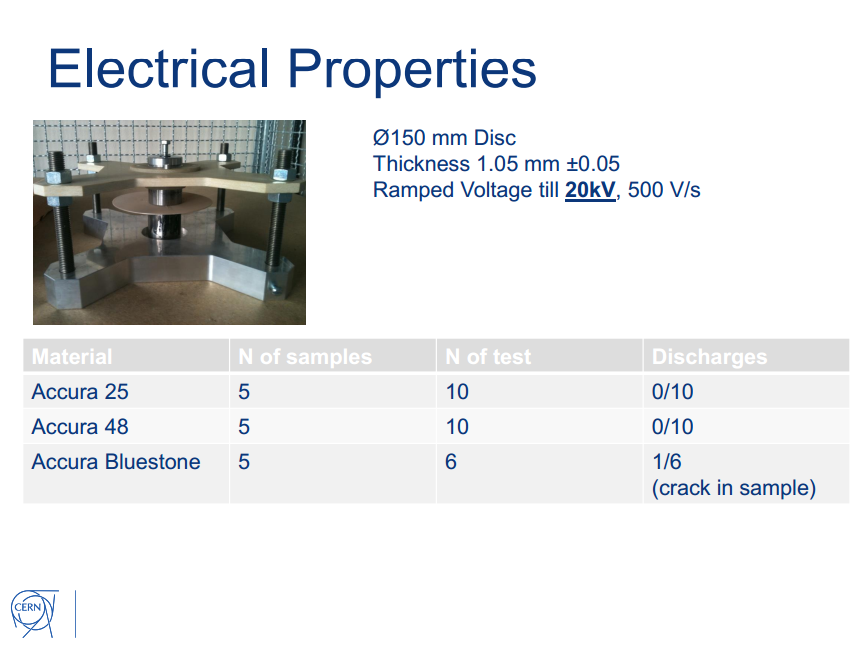 Electrical Properties
Ø150 mm Disc
Thickness 1.05 mm ±0.05
Ramped Voltage till 20kV, 500 V/s
Material N of samples N of test Discharges
Accura 25 5 10 0/10
Accura 48 5 10 0/10
Accura Bluestone 5 6 1/6
(crack in sample)
CERN